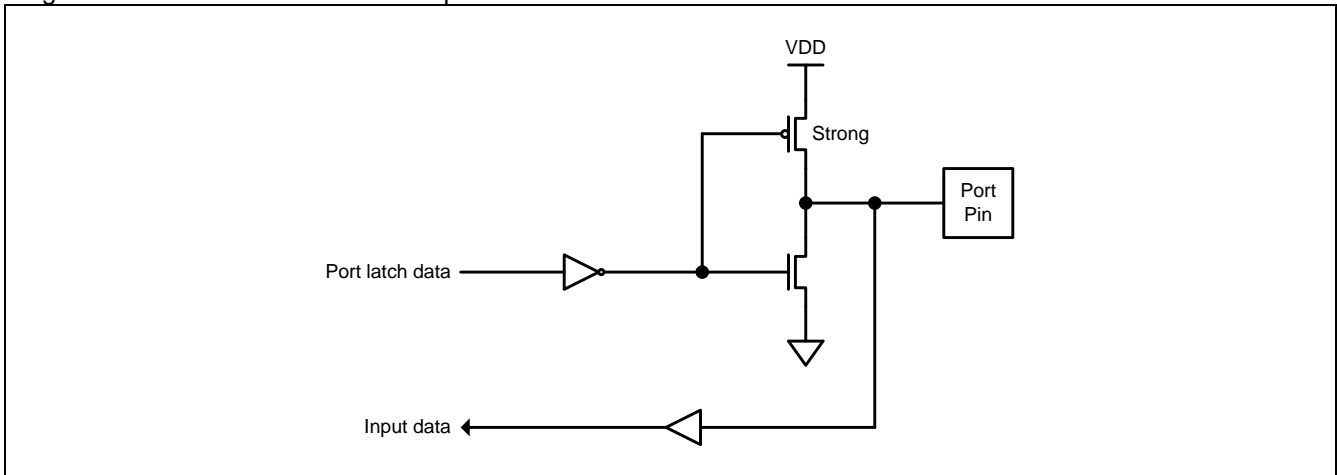 VDD
Strong
Port
Pin
Port latch data
Input data